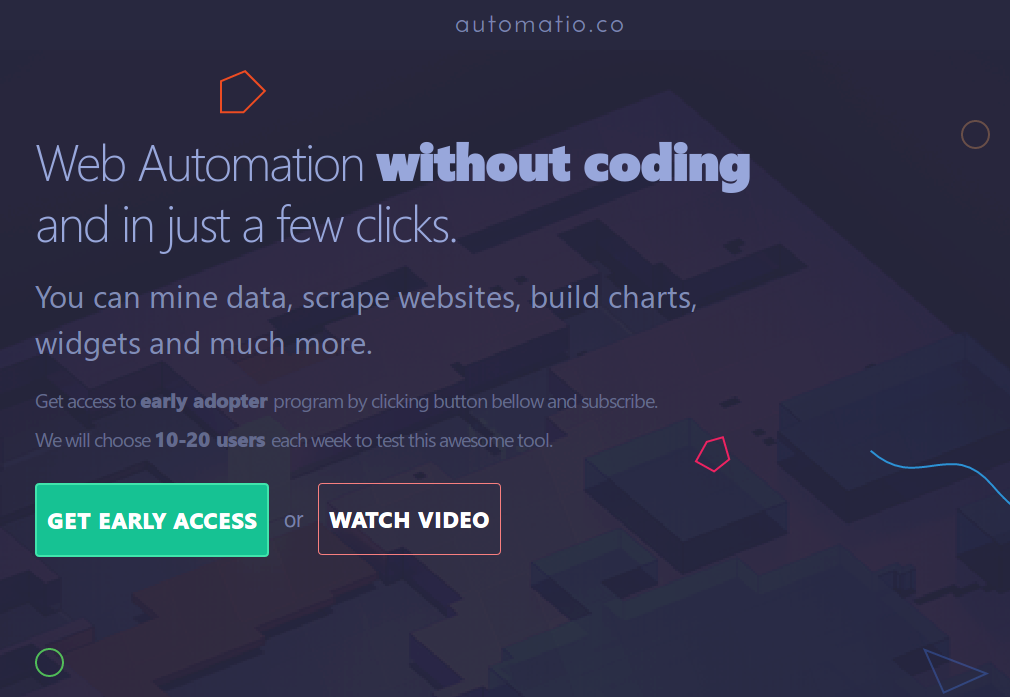 automatio.co
Web Automation without coding
and in just a few clicks.
You can mine data, scrape websites, build charts,
widgets and much more.
Get access to early adopter program by clicking button bellow and subscribe.
We will choose 10-20 users each week to test this awesome tool.
GET EARLY ACCESS or WATCH VIDEO